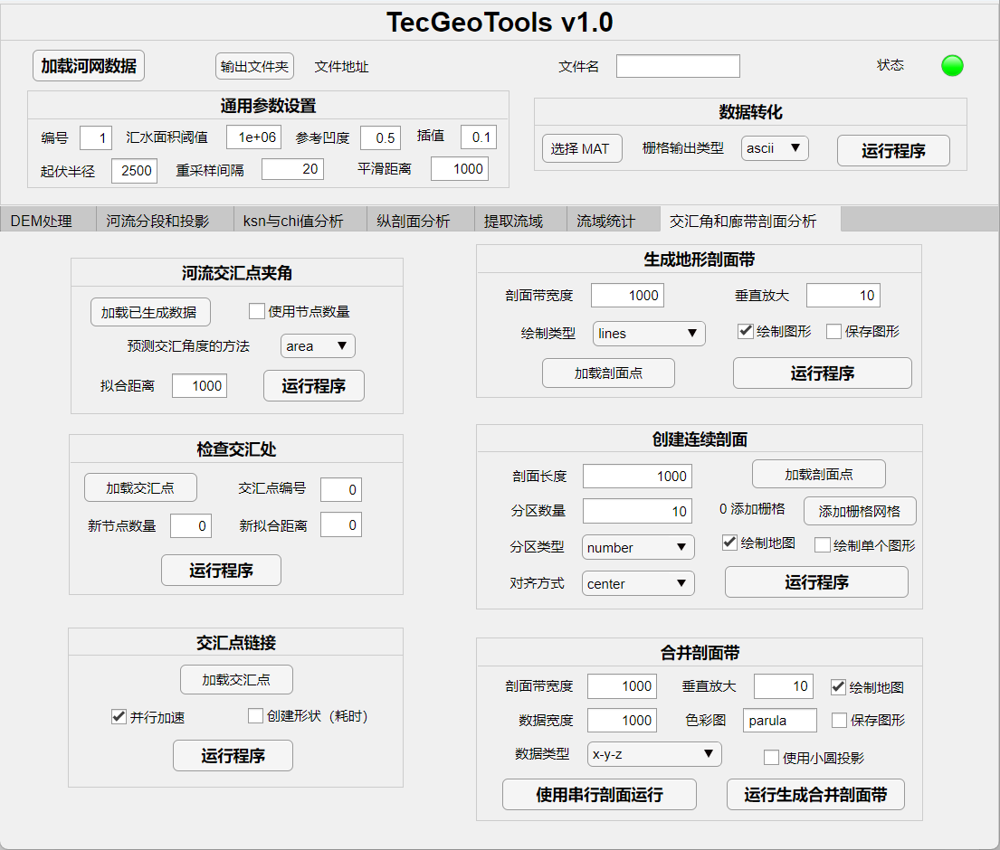 TecGeoTools v1.0
加载河网数据 输出文件夹 文件地址 文件名 状态
通用参数设置
编号 1 汇水面积阈值 1e+06 参考凹度 0.5 插值 0.1
起伏半径 2500 重采样间隔 20 平滑距离 1000
数据转化
选择 MAT 栅格输出类型 ascii 运行程序
DEM处理 河流分段和投影 ksn与chi值分析 纵剖面分析 提取流域 流域统计 交汇角和廊带剖面分析
河流交汇点夹角
加载已生成数据 使用节点数量
预测交汇角度的方法 area
拟合距离 1000 运行程序
检查交汇处
加载交汇点 交汇点编号 0
新节点数量 0 新拟合距离 0
运行程序
交汇点链接
加载交汇点
并行加速 创建形状（耗时）
运行程序
生成地形剖面带
剖面带宽度 1000 垂直放大 10
绘制类型 lines 绘制图形 保存图形
加载剖面点 运行程序
创建连续剖面
剖面长度 1000 加载剖面点
分区数量 10 0 添加栅格 添加栅格网格
分区类型 number 绘制地图 绘制单个图形
对齐方式 center 运行程序
合并剖面带
剖面带宽度 1000 垂直放大 10 绘制地图
数据宽度 1000 色彩图 parula 保存图形
数据类型 x-y-z 使用小圆投影
使用串行剖面运行 运行生成合并剖面带